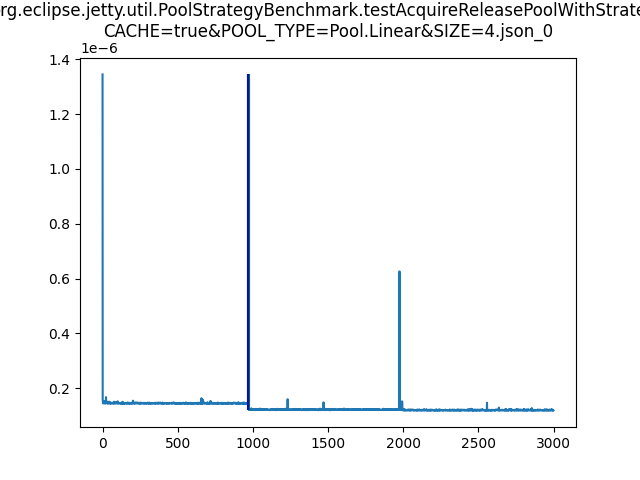 rg.eclipse.jetty.util.PoolStrategyBenchmark.testAcquireReleasePoolWithStrate
CACHE=true&POOL_TYPE=Pool.Linear&SIZE=4.json_0
1e−6
1.4
1.2
1.0
0.8
0.6
0.4
0.2
0 500 1000 1500 2000 2500 3000